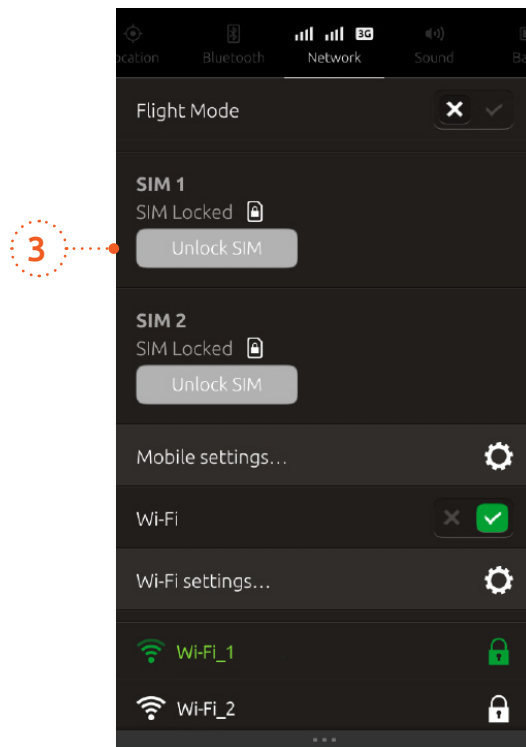 ocation Bluetooth Network Sound Ba
3G
Flight Mode
SIM 1
SIM Locked
3
Unlock SIM
SIM 2
SIM Locked
Unlock SIM
Mobile settings...
Wi-Fi
Wi-Fi settings...
Wi-Fi_1
Wi-Fi_2